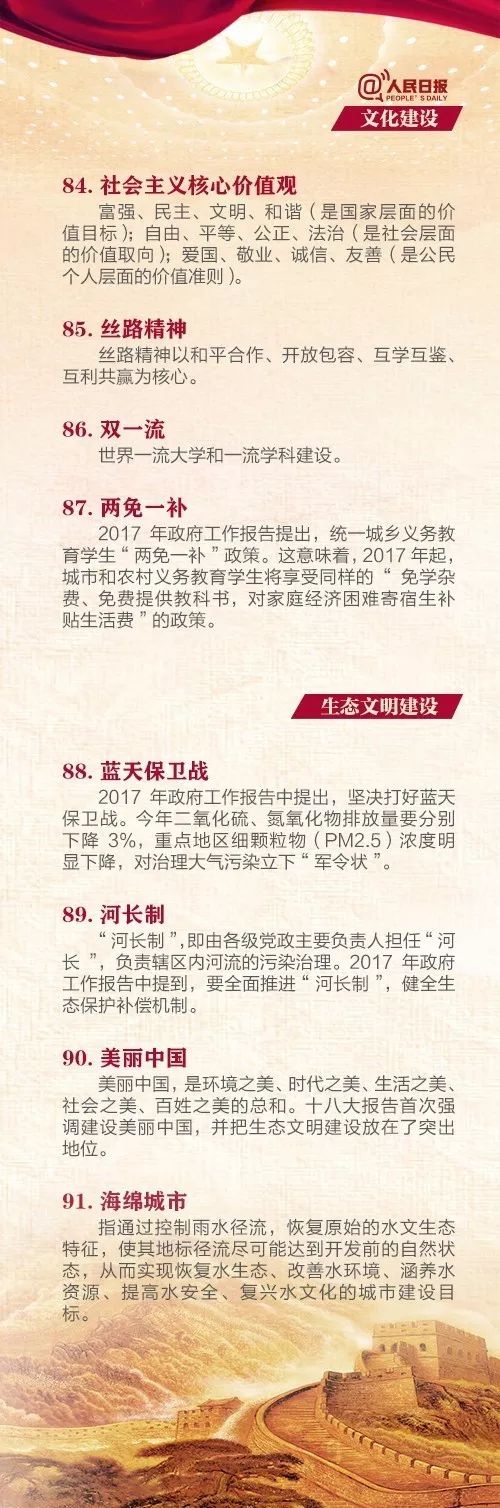 @人民日报
PEOPLE'S DAILY
文化建设
84. 社会主义核心价值观
富强、民主、文明、和谐（是国家层面的价
值目标）；自由、平等、公正、法治（是社会层面
的价值取向）；爱国、敬业、诚信、友善（是公民
个人层面的价值准则）。
85. 丝路精神
丝路精神以和平合作、开放包容、互学互鉴、
互利共赢为核心。
86. 双一流
世界一流大学和一流学科建设。
87. 两免一补
2017 年政府工作报告提出，统一城乡义务教
育学生“两免一补”政策。这意味着，2017 年起，
城市和农村义务教育学生将享受同样的“ 免学杂
费、免费提供教科书，对家庭经济困难寄宿生补
贴生活费 ”的政策。
生态文明建设
88. 蓝天保卫战
2017 年政府工作报告中提出，坚决打好蓝天
保卫战。今年二氧化硫、氮氧化物排放量要分别
下降 3%，重点地区细颗粒物（PM2.5）浓度明
显下降，对治理大气污染立下“军令状”。
89. 河长制
“河长制”，即由各级党政主要负责人担任“河
长 ”，负责辖区内河流的污染治理。2017 年政府
工作报告中提到，要全面推进“河长制”，健全生
态保护补偿机制。
90. 美丽中国
美丽中国，是环境之美、时代之美、生活之美、
社会之美、百姓之美的总和。十八大报告首次强
调建设美丽中国，并把生态文明建设放在了突出
地位。
91. 海绵城市
指通过控制雨水径流，恢复原始的水文生态
特征，使其地标径流尽可能达到开发前的自然状
态，从而实现恢复水生态、改善水环境、涵养水
资源、提高水安全、复兴水文化的城市建设目
标。